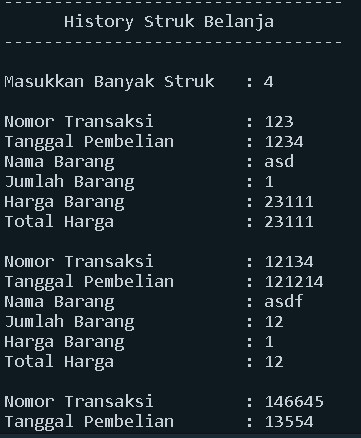 ----------------------------------
History Struk Belanja
----------------------------------
Masukkan Banyak Struk : 4
Nomor Transaksi : 123
Tanggal Pembelian : 1234
Nama Barang : asd
Jumlah Barang : 1
Harga Barang : 23111
Total Harga : 23111
Nomor Transaksi : 12134
Tanggal Pembelian : 121214
Nama Barang : asdf
Jumlah Barang : 12
Harga Barang : 1
Total Harga : 12
Nomor Transaksi : 146645
Tanggal Pembelian : 13554